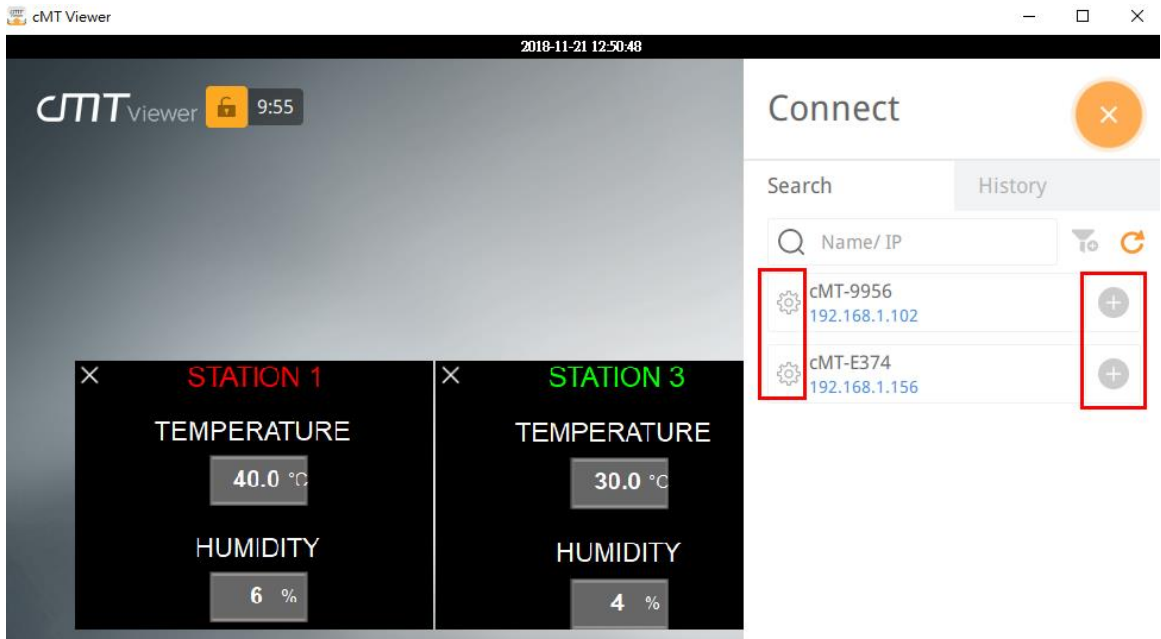 cMT Viewer
2018-11-21 12:50:48
cMT Viewer 9:55
Connect
Search History
Name/ IP
cMT-9956
192.168.1.102
cMT-E374
192.168.1.156
STATION 1
TEMPERATURE
40.0 °C
HUMIDITY
6 %
STATION 3
TEMPERATURE
30.0 °C
HUMIDITY
4 %